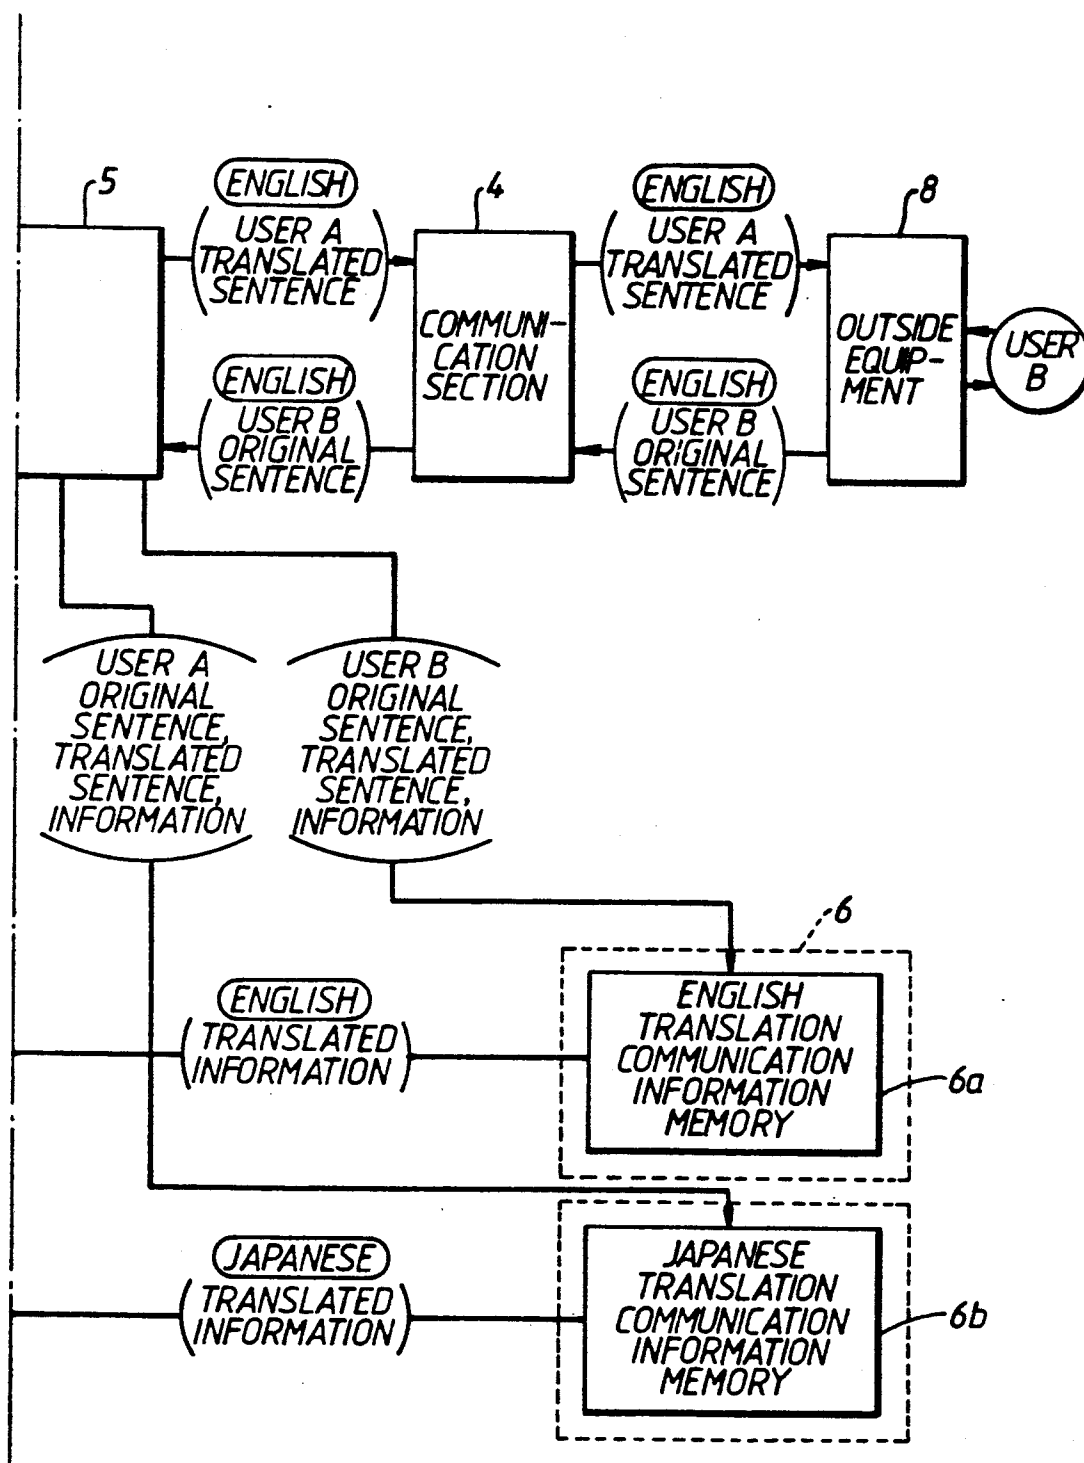 5
ENGLISH
USER A
TRANSLATED
SENTENCE
4
ENGLISH
USER A
TRANSLATED
SENTENCE
8
COMMUNI-
CATION
SECTION
OUTSIDE
EQUIP-
MENT
USER
B
ENGLISH
USER B
ORIGINAL
SENTENCE
ENGLISH
USER B
ORIGINAL
SENTENCE
USER A
ORIGINAL
SENTENCE,
TRANSLATED
SENTENCE,
INFORMATION
USER B
ORIGINAL
SENTENCE,
TRANSLATED
SENTENCE,
INFORMATION
6
ENGLISH
TRANSLATED
INFORMATION
ENGLISH
TRANSLATION
COMMUNICATION
INFORMATION
MEMORY
6a
JAPANESE
TRANSLATED
INFORMATION
JAPANESE
TRANSLATION
COMMUNICATION
INFORMATION
MEMORY
6b